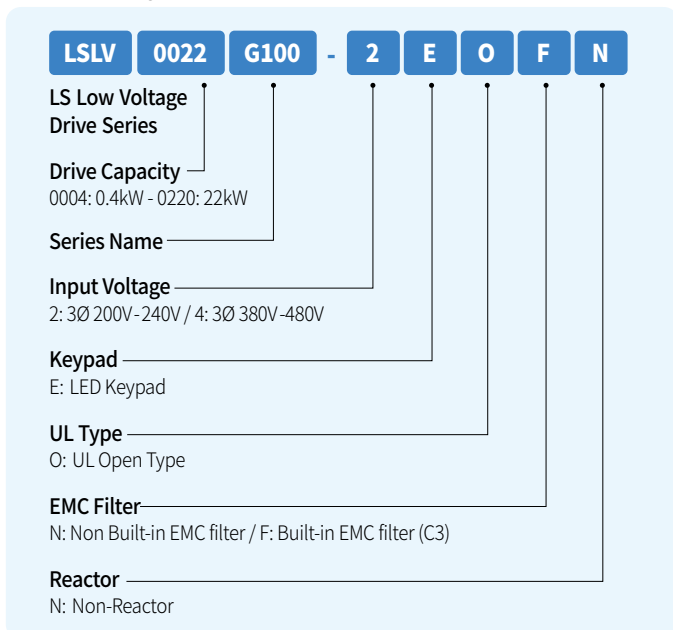 LSLV 0022 G100 - 2 E O F N
LS Low Voltage
Drive Series
Drive Capacity
0004: 0.4kW - 0220: 22kW
Series Name
Input Voltage
2: 3Ø 200V-240V / 4: 3Ø 380V-480V
Keypad
E: LED Keypad
UL Type
O: UL Open Type
EMC Filter
N: Non Built-in EMC filter / F: Built-in EMC filter (C3)
Reactor
N: Non-Reactor